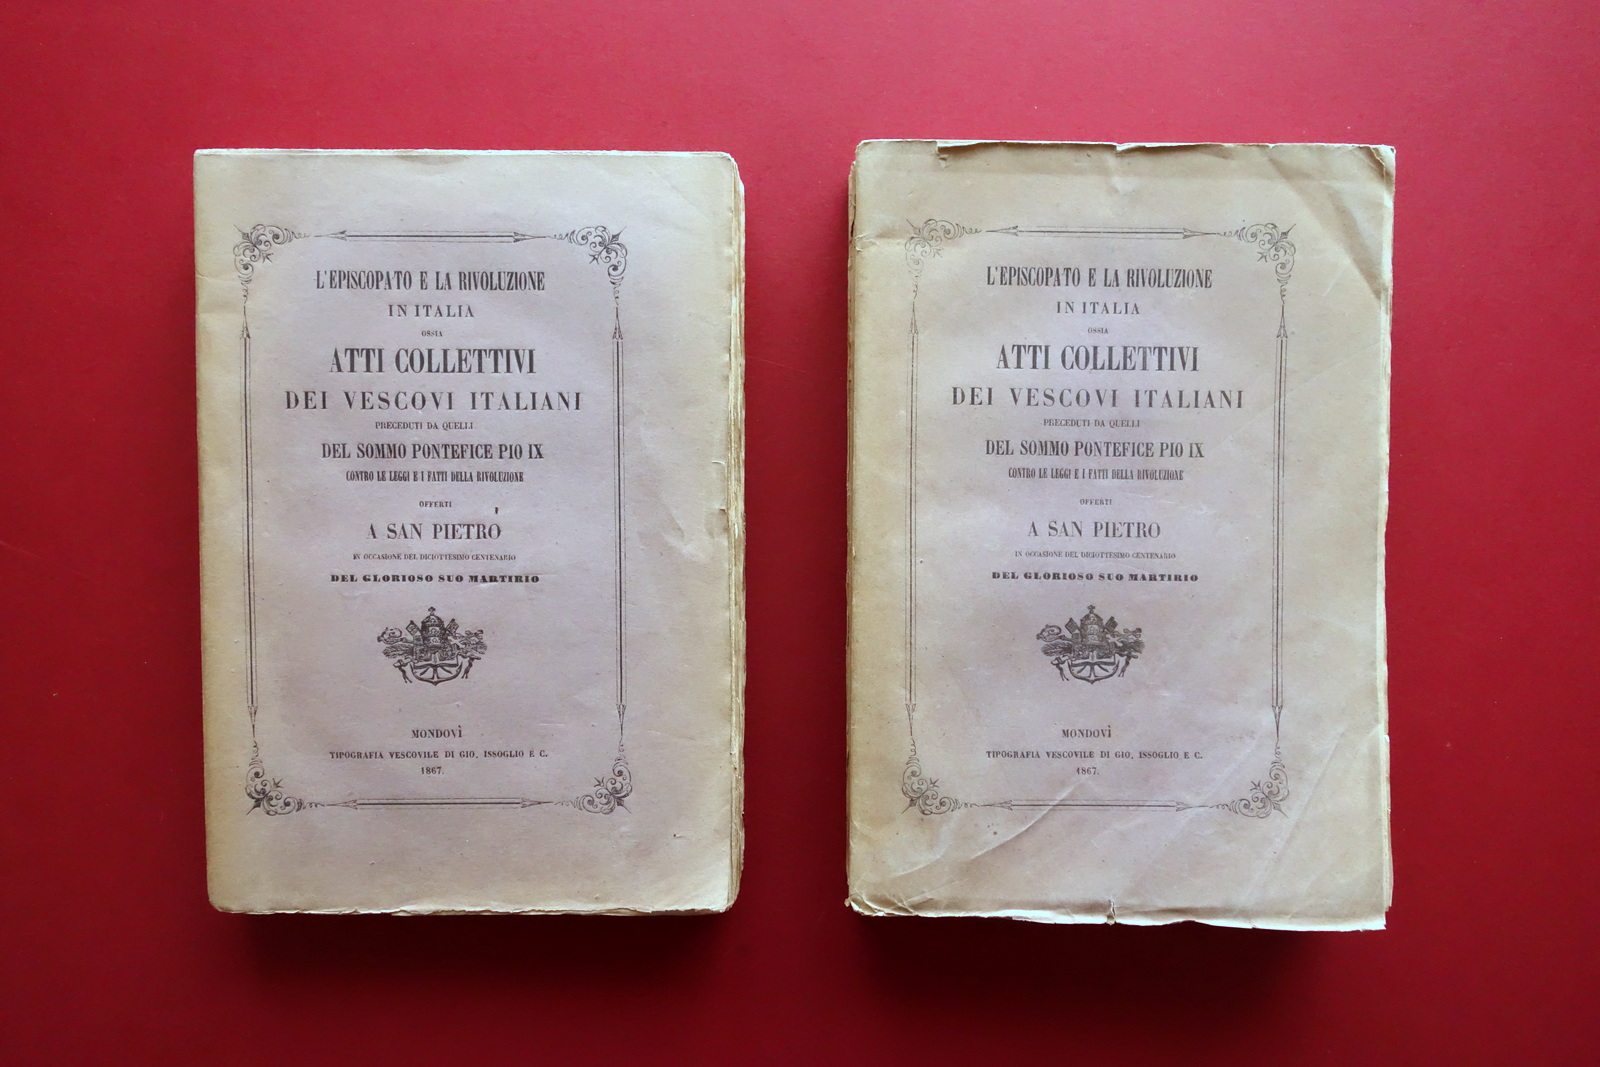 L'EPISCOPATO E LA RIVOLUZIONE
IN ITALIA
OSSIA
ATTI COLLETTIVI
DEI VESCOVI ITALIANI
PRECEDUTI DA QUELLI
DEL SOMMO PONTEFICE PIO IX
CONTRO LE LEGGI E I FATTI DELLA RIVOLUZIONE
OFFERTI
A SAN PIETRO
IN OCCASIONE DEL DICIOTTESIMO CENTENARIO
DEL GLORIOSO SUO MARTIRIO
MONDOVÌ
TIPOGRAFIA VESCOVILE DI GIO. ISSOGLIO E C.
1867.
L'EPISCOPATO E LA RIVOLUZIONE
IN ITALIA
OSSIA
ATTI COLLETTIVI
DEI VESCOVI ITALIANI
PRECEDUTI DA QUELLI
DEL SOMMO PONTEFICE PIO IX
CONTRO LE LEGGI E I FATTI DELLA RIVOLUZIONE
OFFERTI
A SAN PIETRO
IN OCCASIONE DEL DICIOTTESIMO CENTENARIO
DEL GLORIOSO SUO MARTIRIO
MONDOVÌ
TIPOGRAFIA VESCOVILE DI GIO. ISSOGLIO E C.
1867.